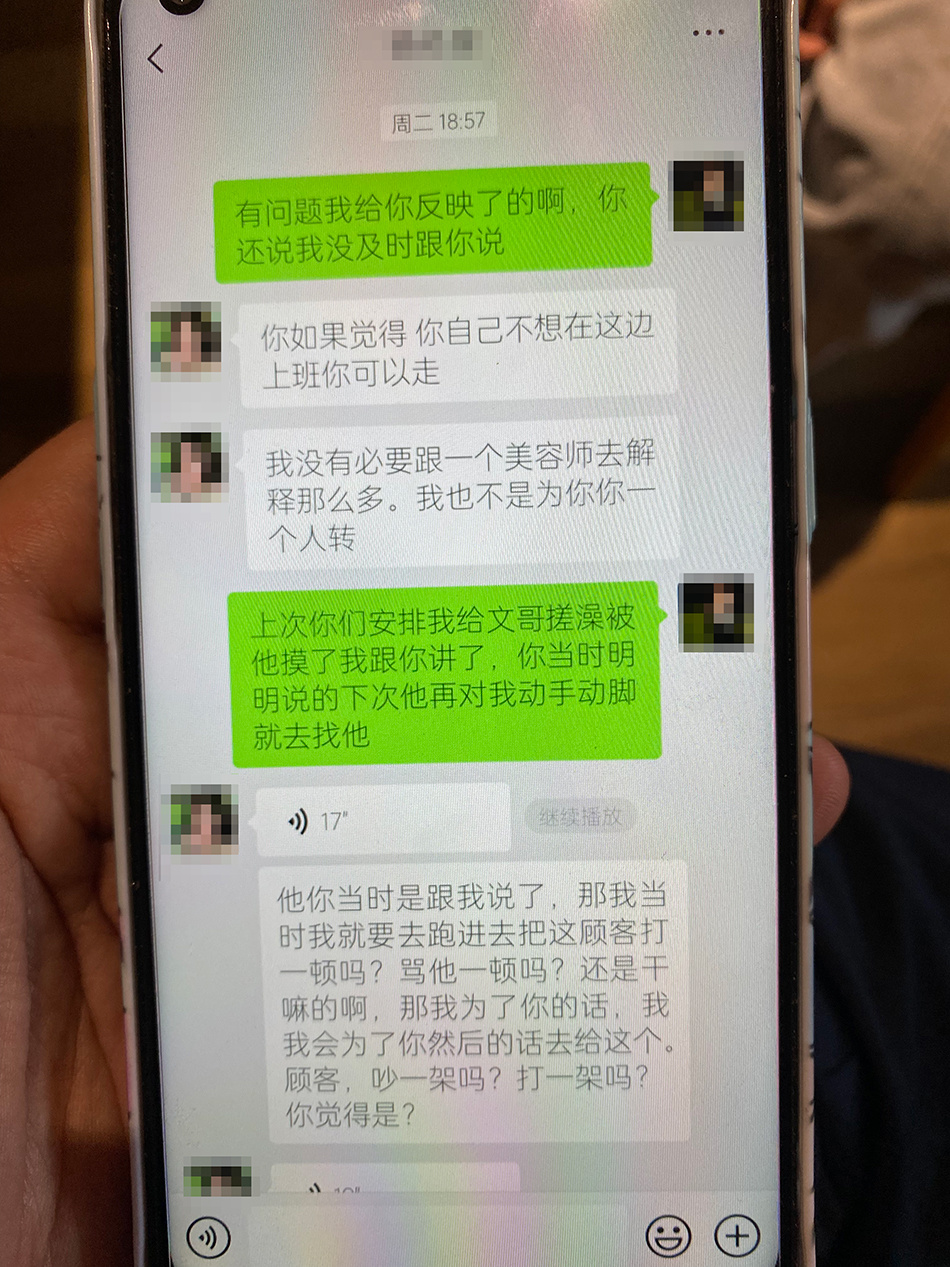 周二 18:57
有问题我给你反映了的啊，你
还说我没及时跟你说
你如果觉得 你自己不想在这边
上班你可以走
我没有必要跟一个美容师去解
释那么多。我也不是为你你一
个人转
上次你们安排我给文哥搓澡被
他摸了我跟你讲了，你当时明
明说的下次他再对我动手动脚
就去找他
17"
继续播放
他你当时是跟我说了，那我当
时我就要去跑进去把这顾客打
一顿吗？骂他一顿吗？还是干
嘛的啊，那我为了你的话，我
我会为了你然后的话去给这个。
顾客，吵一架吗？打一架吗？
你觉得是？